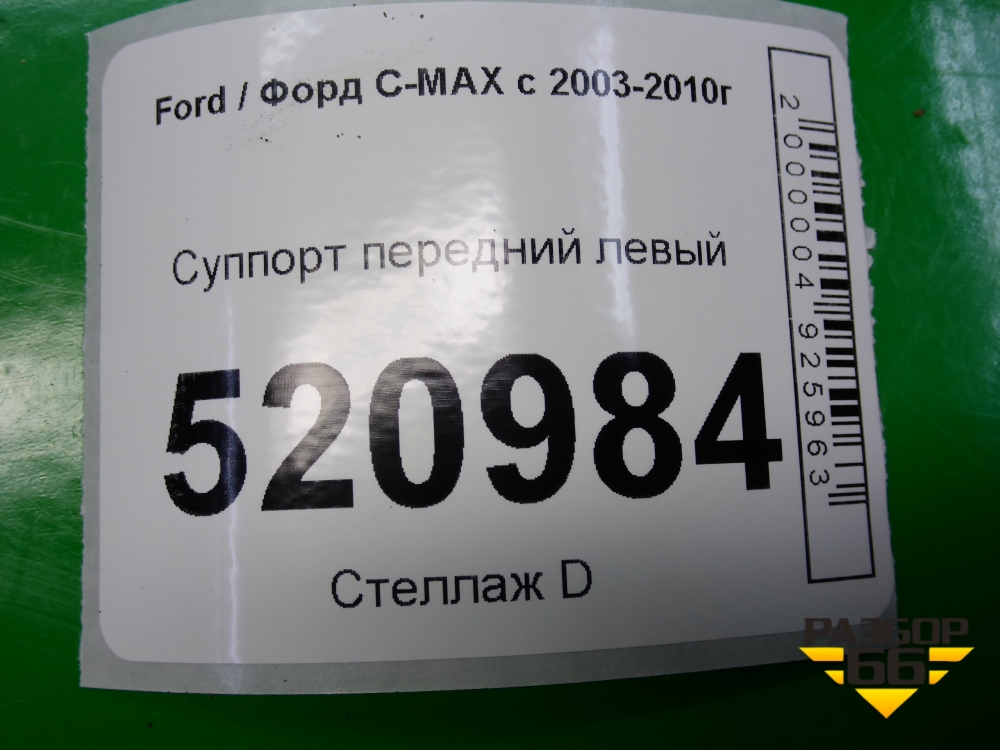 Ford / Форд C-MAX с 2003-2010г
Суппорт передний левый
520984
Стеллаж D
2000004925963
РАЗБОР
66